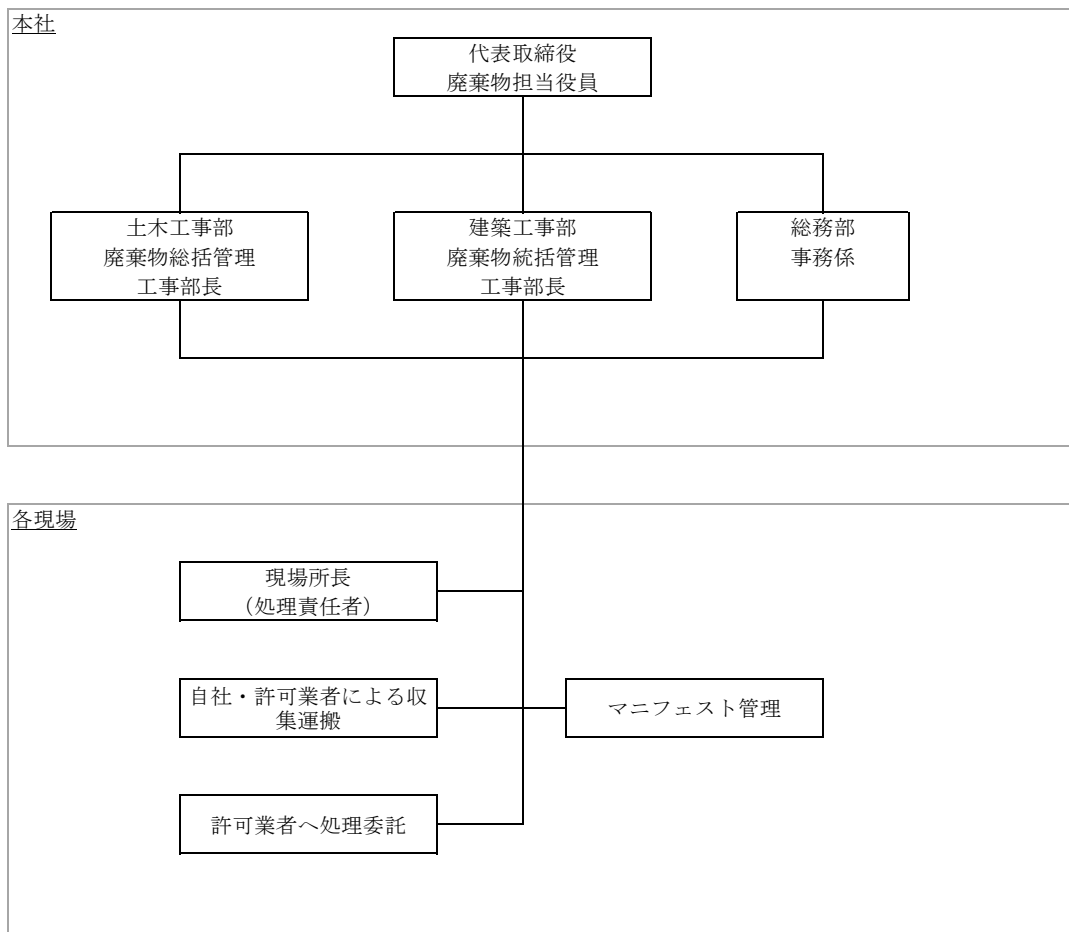 本社
代表取締役
廃棄物担当役員
土木工事部
廃棄物総括管理
工事部長
建築工事部
廃棄物統括管理
工事部長
総務部
事務係
各現場
現場所長
（処理責任者）
自社・許可業者による収
集運搬
マニフェスト管理
許可業者へ処理委託